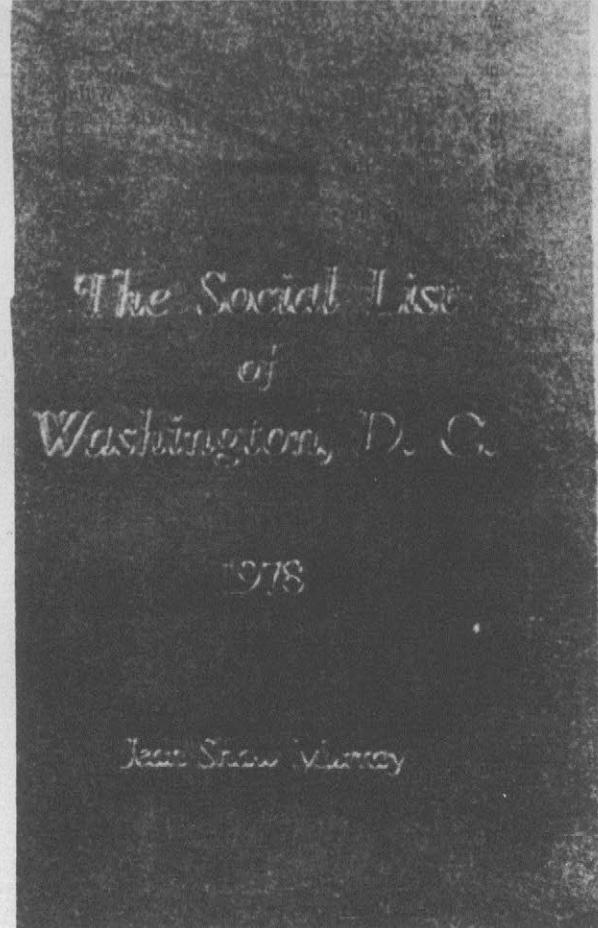 The Social List
of
Washington, D. C.
1978
Jean Shaw Murray